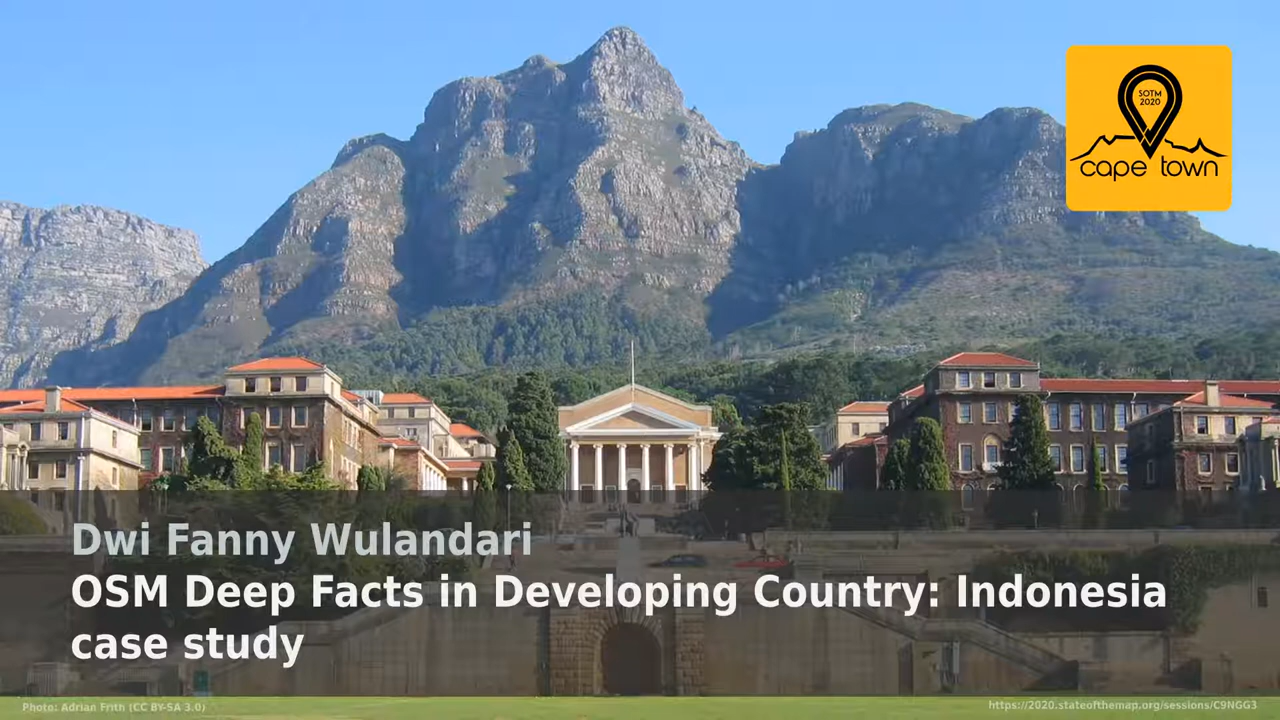 SOTM
2020
cape town
Dwi Fanny Wulandari
OSM Deep Facts in Developing Country: Indonesia
case study
Photo: Adrian Frith (CC BY-SA 3.0)
https://2020.stateofthemap.org/sessions/C9NGG3